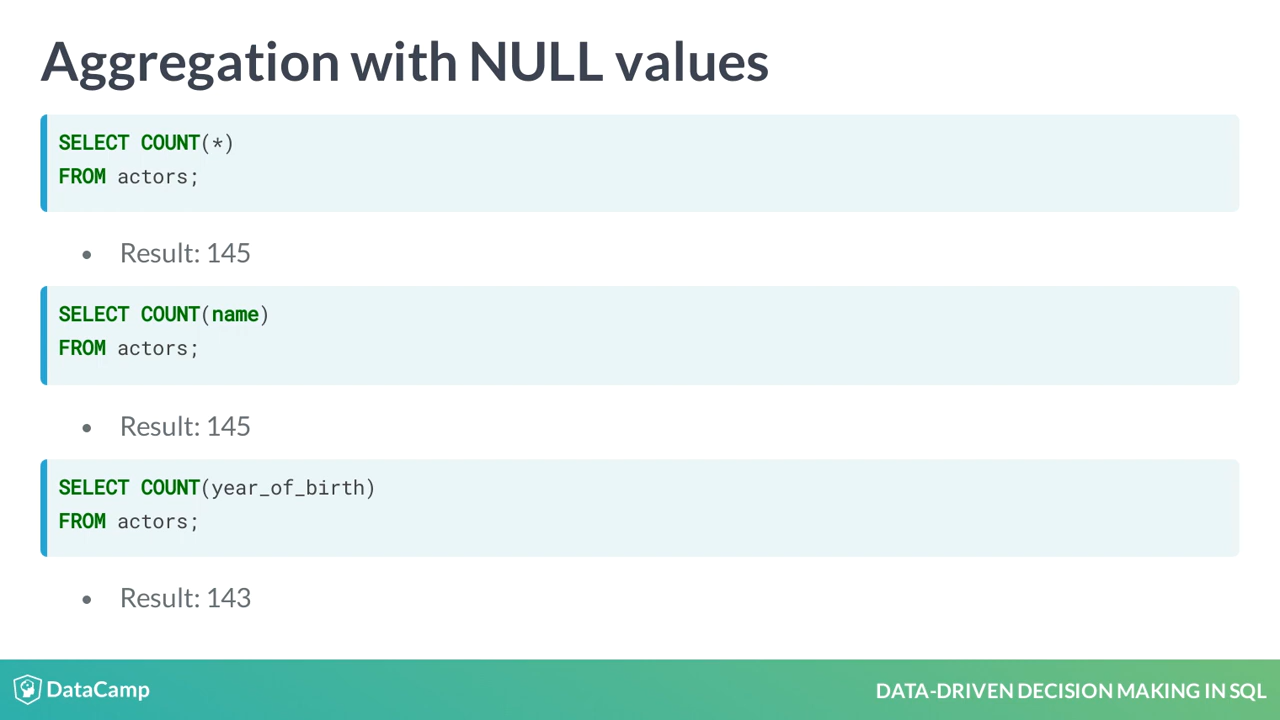 Aggregation with NULL values
SELECT COUNT(*)
FROM actors;
• Result: 145
SELECT COUNT(name)
FROM actors;
• Result: 145
SELECT COUNT(year_of_birth)
FROM actors;
• Result: 143
DataCamp
DATA-DRIVEN DECISION MAKING IN SQL